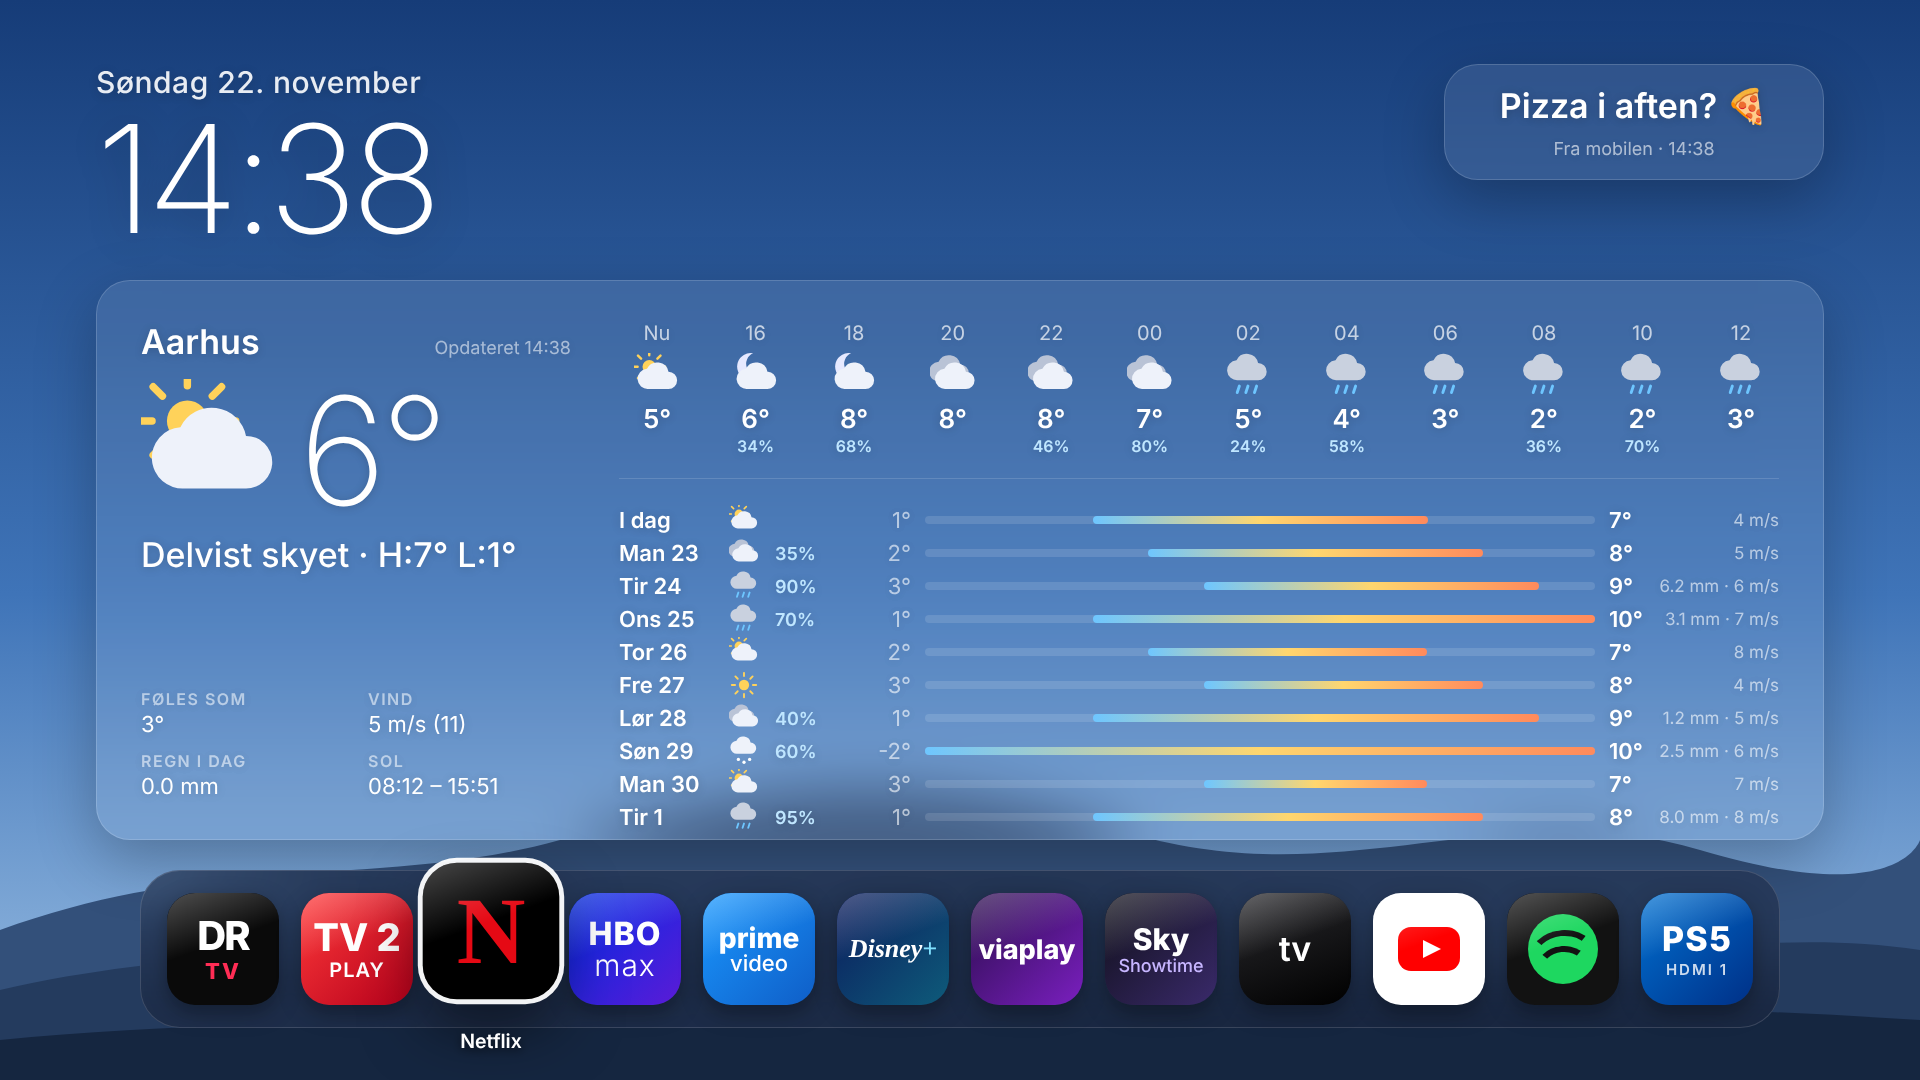 Søndag 22. november
14:38
Pizza i aften? 🍕
Fra mobilen · 14:38
Aarhus
Opdateret 14:38
6°
Delvist skyet · H:7° L:1°
FØLES SOM
3°
VIND
5 m/s (11)
REGN I DAG
0.0 mm
SOL
08:12 – 15:51
Nu 16 18 20 22 00 02 04 06 08 10 12
5° 6° 8° 8° 8° 7° 5° 4° 3° 2° 2° 3°
34% 68% 46% 80% 24% 58% 36% 70%
I dag 1° 7° 4 m/s
Man 23 35% 2° 8° 5 m/s
Tir 24 90% 3° 9° 6.2 mm · 6 m/s
Ons 25 70% 1° 10° 3.1 mm · 7 m/s
Tor 26 2° 7° 8 m/s
Fre 27 3° 8° 4 m/s
Lør 28 40% 1° 9° 1.2 mm · 5 m/s
Søn 29 60% -2° 10° 2.5 mm · 6 m/s
Man 30 3° 7° 7 m/s
Tir 1 95% 1° 8° 8.0 mm · 8 m/s
DR
TV
TV 2
PLAY
N
HBO
max
prime
video
Disney+
viaplay
Sky
Showtime
tv
PS5
HDMI 1
Netflix